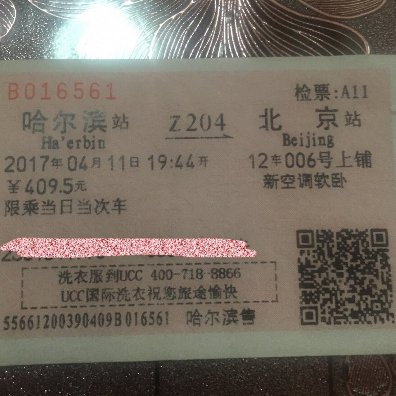 B016561 检票:A11
哈尔滨站 Z204 北京站
Ha'erbin Beijing
2017年04月11日19:44开 12车006号上铺
￥409.5元 新空调软卧
限乘当日当次车
洗衣服到UCC 400-718-8866
UCC国际洗衣祝您旅途愉快
55661200390409B016561 哈尔滨售